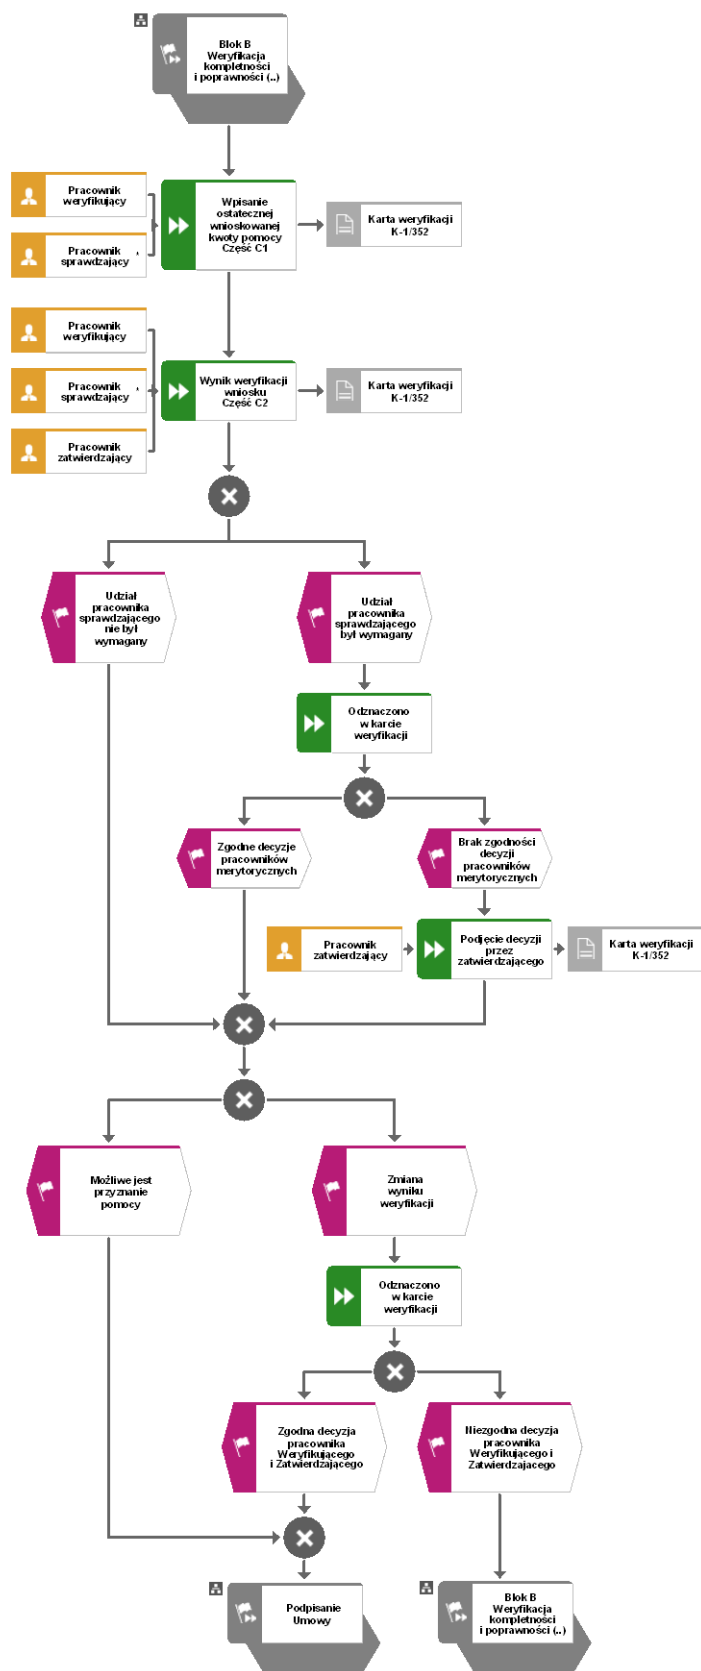 Blok B
Weryfikacja
kompletności
i poprawności (..)
Pracownik
weryfikujący
Wpisanie
ostatecznej
wnioskowanej
kwoty pomocy
Część C1
Karta weryfikacji
K-1/352
Pracownik *
sprawdzający
Pracownik
weryfikujący
Pracownik *
sprawdzający
Wynik weryfikacji
wniosku
Część C2
Karta weryfikacji
K-1/352
Pracownik
zatwierdzający
Udział
pracownika
sprawdzającego
nie był
wymagany
Udział
pracownika
sprawdzającego
był wymagany
Odznaczono
w karcie
weryfikacji
Zgodne decyzje
pracowników
merytorycznych
Brak zgodności
decyzji
pracowników
merytorycznych
Pracownik
zatwierdzający
Podjęcie decyzji
przez
zatwierdzającego
Karta weryfikacji
K-1/352
Możliwe jest
przyznanie
pomocy
Zmiana
wyniku
weryfikacji
Odznaczono
w karcie
weryfikacji
Zgodna decyzja
pracownika
Weryfikującego
i Zatwierdzającego
Niezgodna decyzja
pracownika
Weryfikującego i
Zatwierdzajacego
Podpisanie
Umowy
Blok B
Weryfikacja
kompletności
i poprawności (..)